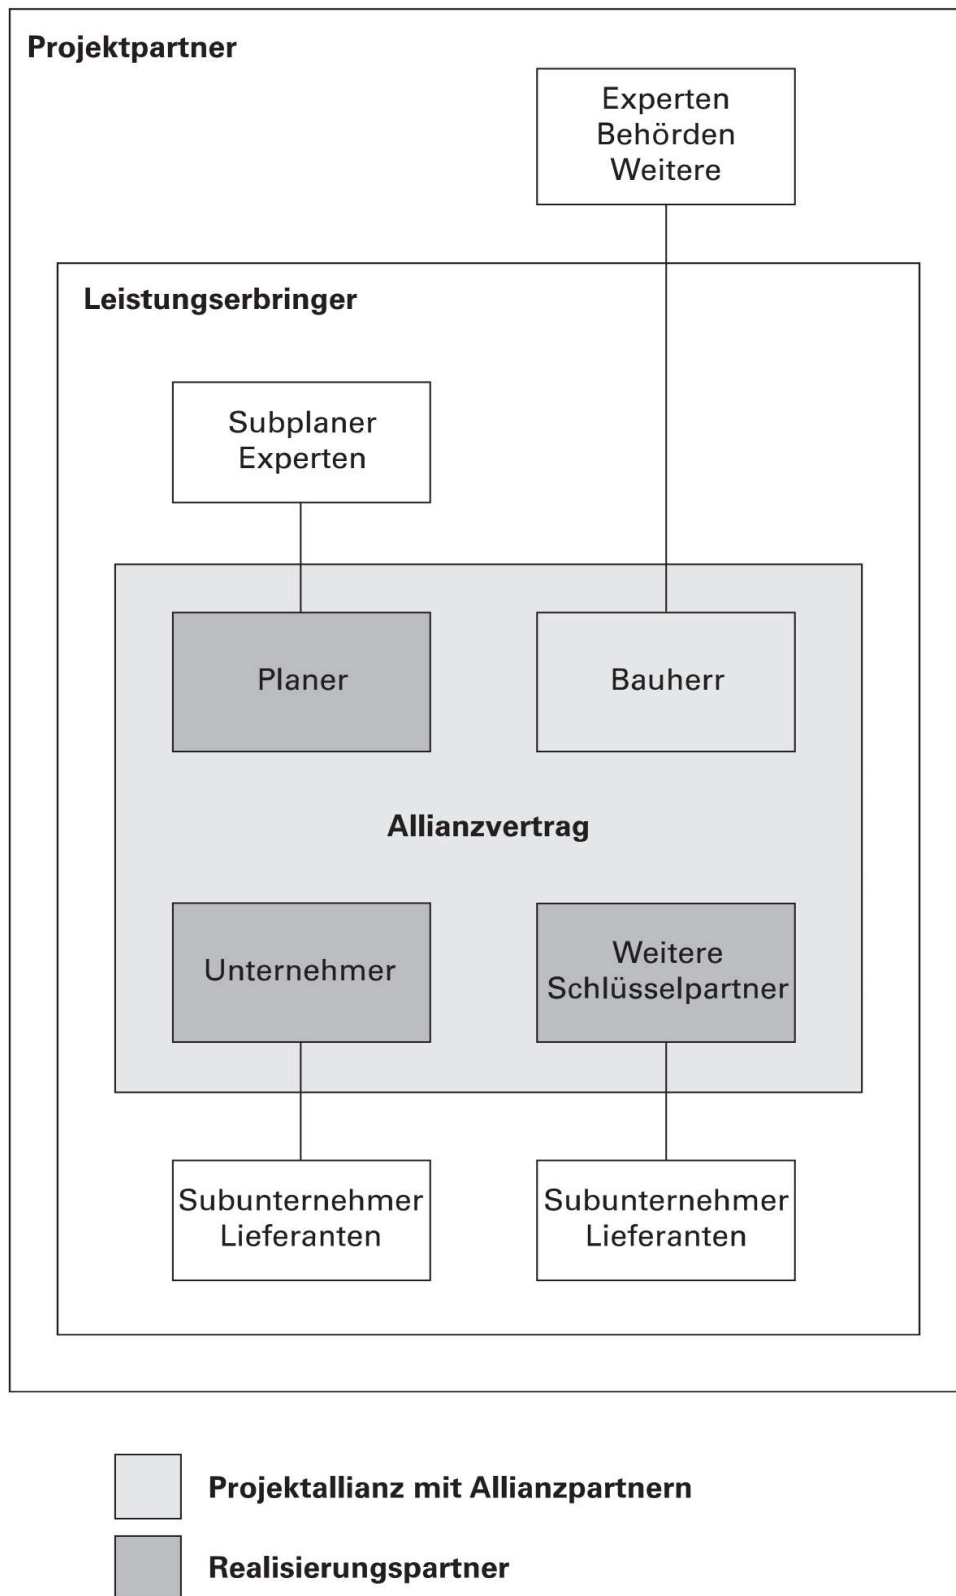 Projektpartner
Experten
Behörden
Weitere
Leistungserbringer
Subplaner
Experten
Planer
Bauherr
Allianzvertrag
Unternehmer
Weitere
Schlüsselpartner
Subunternehmer
Lieferanten
Subunternehmer
Lieferanten
Projektallianz mit Allianzpartnern
Realisierungspartner